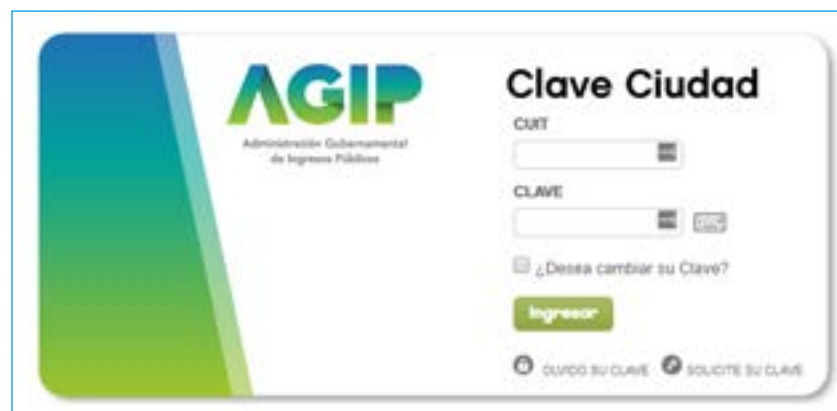 AGIP
Administración Gubernamental
de Ingresos Públicos
Clave Ciudad
CUIT
CLAVE
¿Desea cambiar su Clave?
Ingresar
OLVIDO SU CLAVE SOLICITE SU CLAVE